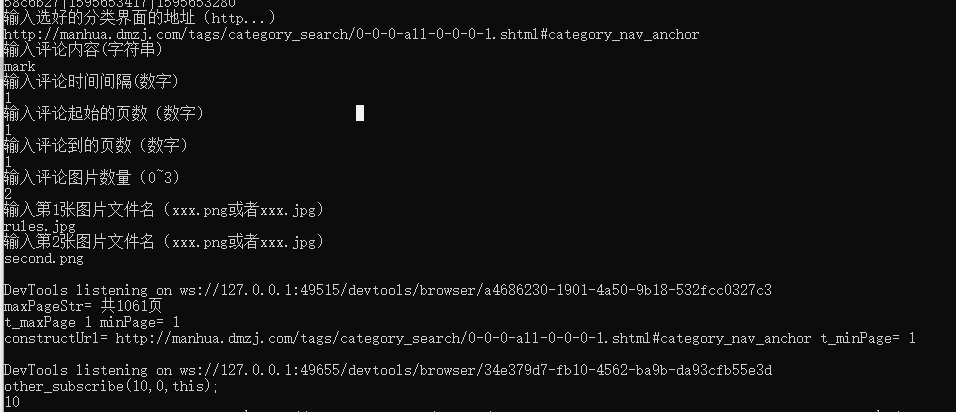 58c6b27|1595653417|1595653280
输入选好的分类界面的地址（http...）
http://manhua.dmzj.com/tags/category_search/0-0-0-all-0-0-0-1.shtml#category_nav_anchor
输入评论内容(字符串)
mark
输入评论时间间隔(数字)
1
输入评论起始的页数（数字）
1
输入评论到的页数（数字）
1
输入评论图片数量（0~3）
2
输入第1张图片文件名（xxx.png或者xxx.jpg）
rules.jpg
输入第2张图片文件名（xxx.png或者xxx.jpg）
second.png
DevTools listening on ws://127.0.0.1:49515/devtools/browser/a4686230-1901-4a50-9b18-532fcc0327c3
maxPageStr= 共1061页
t_maxPage 1 minPage= 1
constructUrl= http://manhua.dmzj.com/tags/category_search/0-0-0-all-0-0-0-1.shtml#category_nav_anchor t_minPage= 1
DevTools listening on ws://127.0.0.1:49655/devtools/browser/34e379d7-fb10-4562-ba9b-da93cfb55e3d
other_subscribe(10,0,this);
10